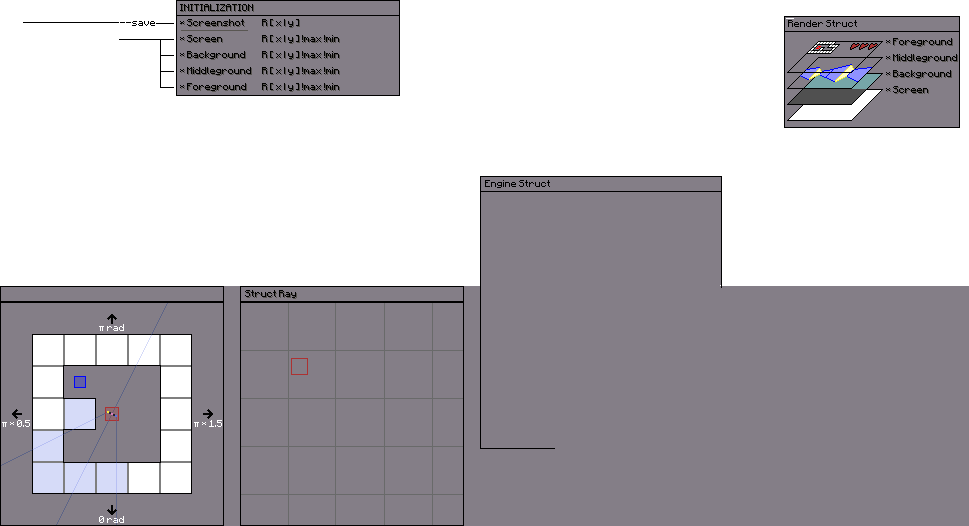 INITIALIZATION
save
* Screenshot R[x|y]
* Screen R[x|y]!max!min
* Background R[x|y]!max!min
* Middleground R[x|y]!max!min
* Foreground R[x|y]!max!min
Render Struct
* Foreground
* Middleground
* Background
* Screen
Engine Struct
Struct Ray
π rad
π × 0.5
π × 1.5
0 rad